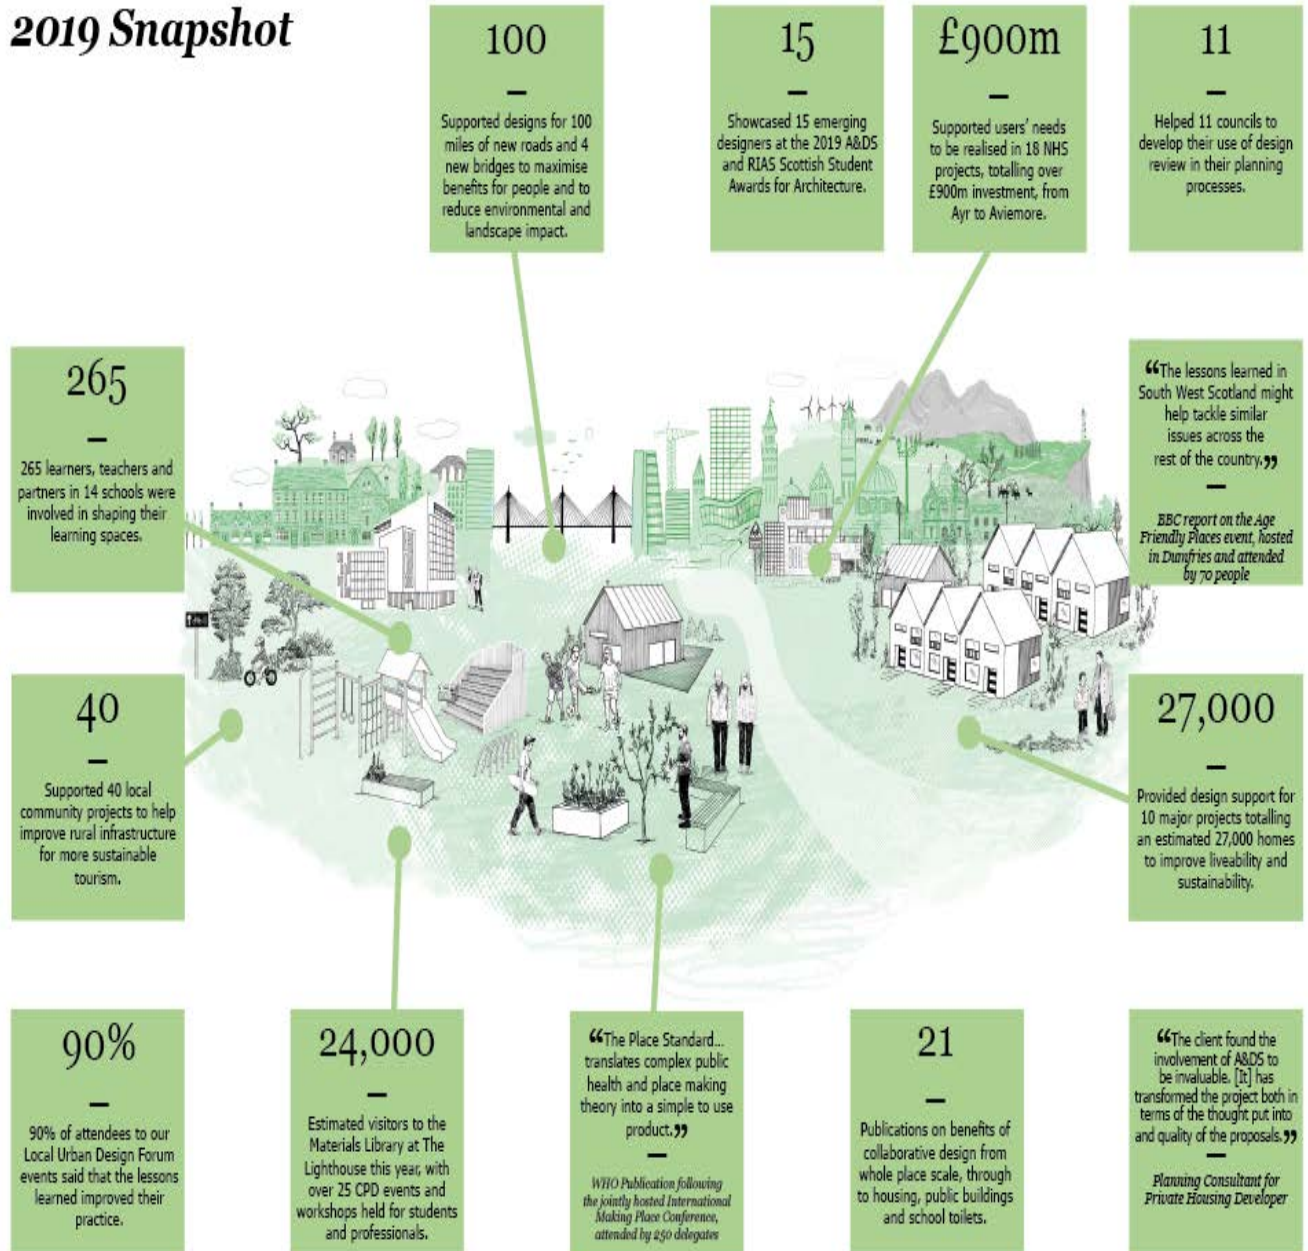 2019 Snapshot
100
Supported designs for 100
miles of new roads and 4
new bridges to maximise
benefits for people and to
reduce environmental and
landscape impact.
15
Showcased 15 emerging
designers at the 2019 A&DS
and RIAS Scottish Student
Awards for Architecture.
£900m
Supported users' needs
to be realised in 18 NHS
projects, totalling over
£900m investment, from
Ayr to Aviemore.
11
Helped 11 councils to
develop their use of design
review in their planning
processes.
265
265 learners, teachers and
partners in 14 schools were
involved in shaping their
learning spaces.
“The lessons learned in
South West Scotland might
help tackle similar
issues across the
rest of the country.”
BBC report on the Age
Friendly Places event, hosted
in Dumfries and attended
by 70 people
40
Supported 40 local
community projects to help
improve rural infrastructure
for more sustainable
tourism.
27,000
Provided design support for
10 major projects totalling
an estimated 27,000 homes
to improve liveability and
sustainability.
90%
90% of attendees to our
Local Urban Design Forum
events said that the lessons
learned improved their
practice.
24,000
Estimated visitors to the
Materials Library at The
Lighthouse this year, with
over 25 CPD events and
workshops held for students
and professionals.
“The Place Standard...
translates complex public
health and place making
theory into a simple to use
product.”
WHO Publication following
the jointly hosted International
Making Place Conference,
attended by 250 delegates
21
Publications on benefits of
collaborative design from
whole place scale, through
to housing, public buildings
and school toilets.
“The client found the
involvement of A&DS to
be invaluable. [It] has
transformed the project both in
terms of the thought put into
and quality of the proposals.”
Planning Consultant for
Private Housing Developer